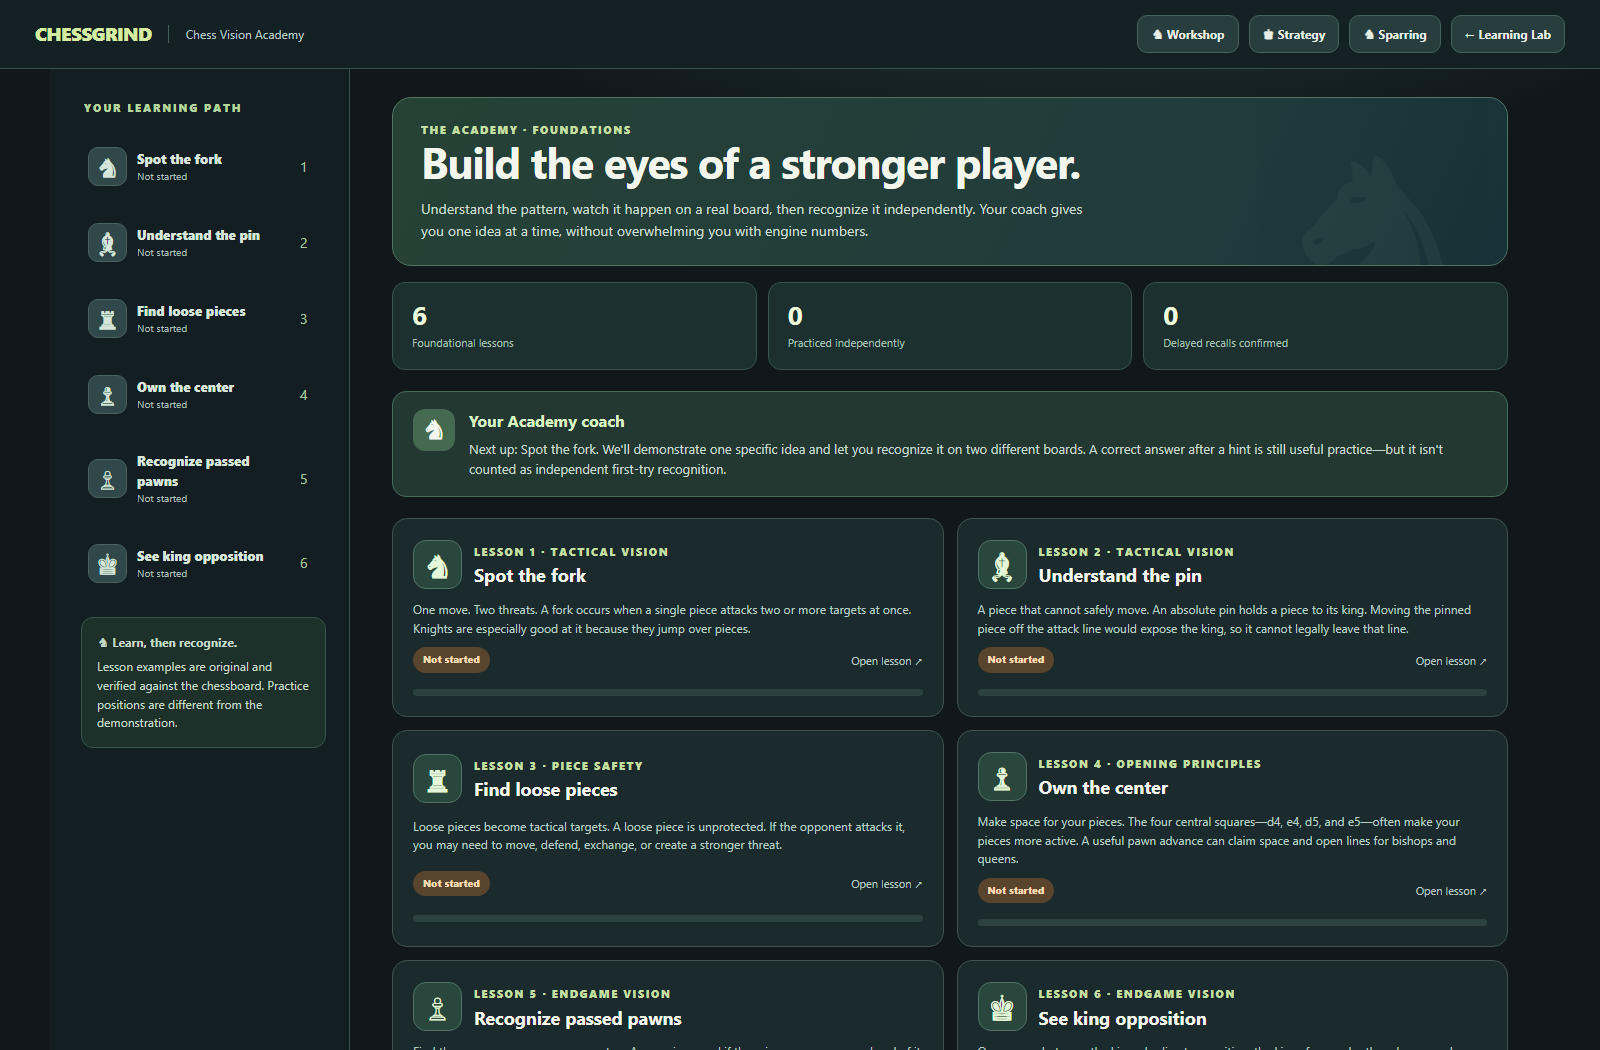 CHESSGRIND
Chess Vision Academy
Workshop
Strategy
Sparring
← Learning Lab
YOUR LEARNING PATH
Spot the fork
Not started
1
Understand the pin
Not started
2
Find loose pieces
Not started
3
Own the center
Not started
4
Recognize passed
pawns
Not started
5
See king opposition
Not started
6
Learn, then recognize.
Lesson examples are original and
verified against the chessboard. Practice
positions are different from the
demonstration.
THE ACADEMY · FOUNDATIONS
Build the eyes of a stronger player.
Understand the pattern, watch it happen on a real board, then recognize it independently. Your coach gives
you one idea at a time, without overwhelming you with engine numbers.
6
Foundational lessons
0
Practiced independently
0
Delayed recalls confirmed
Your Academy coach
Next up: Spot the fork. We'll demonstrate one specific idea and let you recognize it on two different boards. A correct answer after a hint is still useful practice—but it isn't
counted as independent first-try recognition.
LESSON 1 · TACTICAL VISION
Spot the fork
One move. Two threats. A fork occurs when a single piece attacks two or more targets at once.
Knights are especially good at it because they jump over pieces.
Not started
Open lesson ↗
LESSON 2 · TACTICAL VISION
Understand the pin
A piece that cannot safely move. An absolute pin holds a piece to its king. Moving the pinned
piece off the attack line would expose the king, so it cannot legally leave that line.
Not started
Open lesson ↗
LESSON 3 · PIECE SAFETY
Find loose pieces
Loose pieces become tactical targets. A loose piece is unprotected. If the opponent attacks it,
you may need to move, defend, exchange, or create a stronger threat.
Not started
Open lesson ↗
LESSON 4 · OPENING PRINCIPLES
Own the center
Make space for your pieces. The four central squares—d4, e4, d5, and e5—often make your
pieces more active. A useful pawn advance can claim space and open lines for bishops and
queens.
Not started
Open lesson ↗
LESSON 5 · ENDGAME VISION
Recognize passed pawns
LESSON 6 · ENDGAME VISION
See king opposition